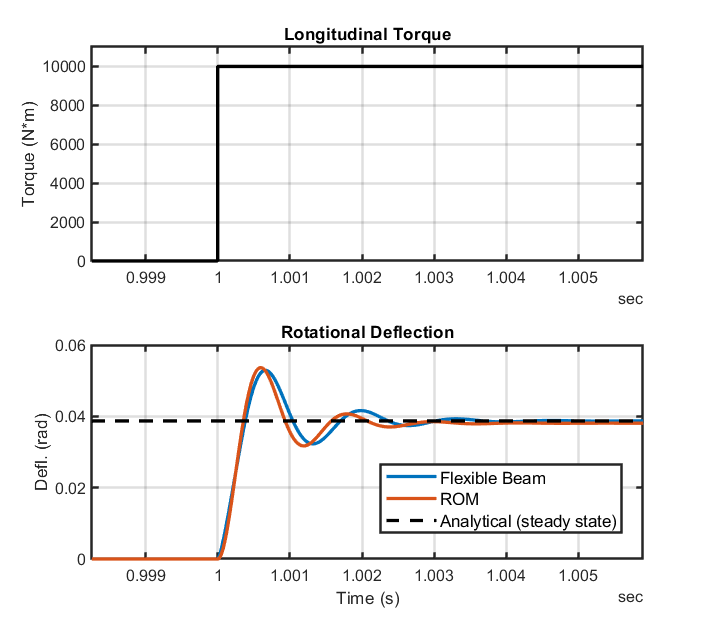 Longitudinal Torque
Torque (N*m)
10000
8000
6000
4000
2000
0
0.999 1 1.001 1.002 1.003 1.004 1.005
sec
Rotational Deflection
Defl. (rad)
0.06
0.04
0.02
0
Flexible Beam
ROM
Analytical (steady state)
0.999 1 1.001 1.002 1.003 1.004 1.005
Time (s)
sec